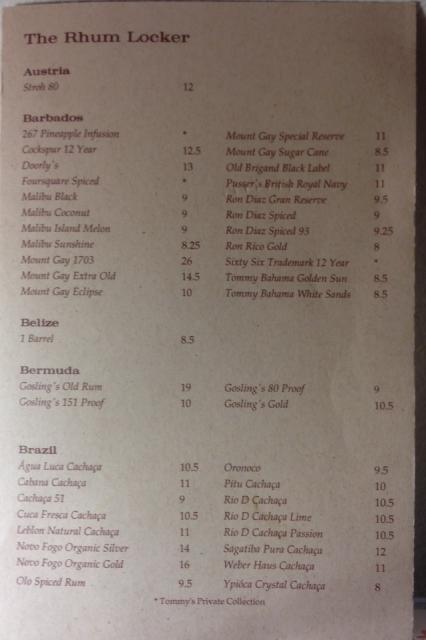 The Rhum Locker
Austria
Stroh 80 12
Barbados
267 Pineapple Infusion *
Cockspur 12 Year 12.5
Doorly's 13
Foursquare Spiced *
Malibu Black 9
Malibu Coconut 9
Malibu Island Melon 9
Malibu Sunshine 8.25
Mount Gay 1703 26
Mount Gay Extra Old 14.5
Mount Gay Eclipse 10
Mount Gay Special Reserve 11
Mount Gay Sugar Cane 8.5
Old Brigand Black Label 11
Pusser's British Royal Navy 11
Ron Diaz Gran Reserve 9.5
Ron Diaz Spiced 9
Ron Diaz Spiced 93 9.25
Ron Rico Gold 8
Sixty Six Trademark 12 Year *
Tommy Bahama Golden Sun 8.5
Tommy Bahama White Sands 8.5
Belize
1 Barrel 8.5
Bermuda
Gosling's Old Rum 19
Gosling's 151 Proof 10
Gosling's 80 Proof 9
Gosling's Gold 10.5
Brazil
Água Luca Cachaça 10.5
Cabana Cachaça 11
Cachaça 51 9
Cuca Fresca Cachaça 10.5
Leblon Natural Cachaça 11
Novo Fogo Organic Silver 14
Novo Fogo Organic Gold 16
Olo Spiced Rum 9.5
Oronoco 9.5
Pitu Cachaça 10
Rio D Cachaça 10.5
Rio D Cachaça Lime 10.5
Rio D Cachaça Passion 10.5
Sagatiba Pura Cachaça 12
Weber Haus Cachaça 11
Ypióca Crystal Cachaça 8
* Tommy's Private Collection